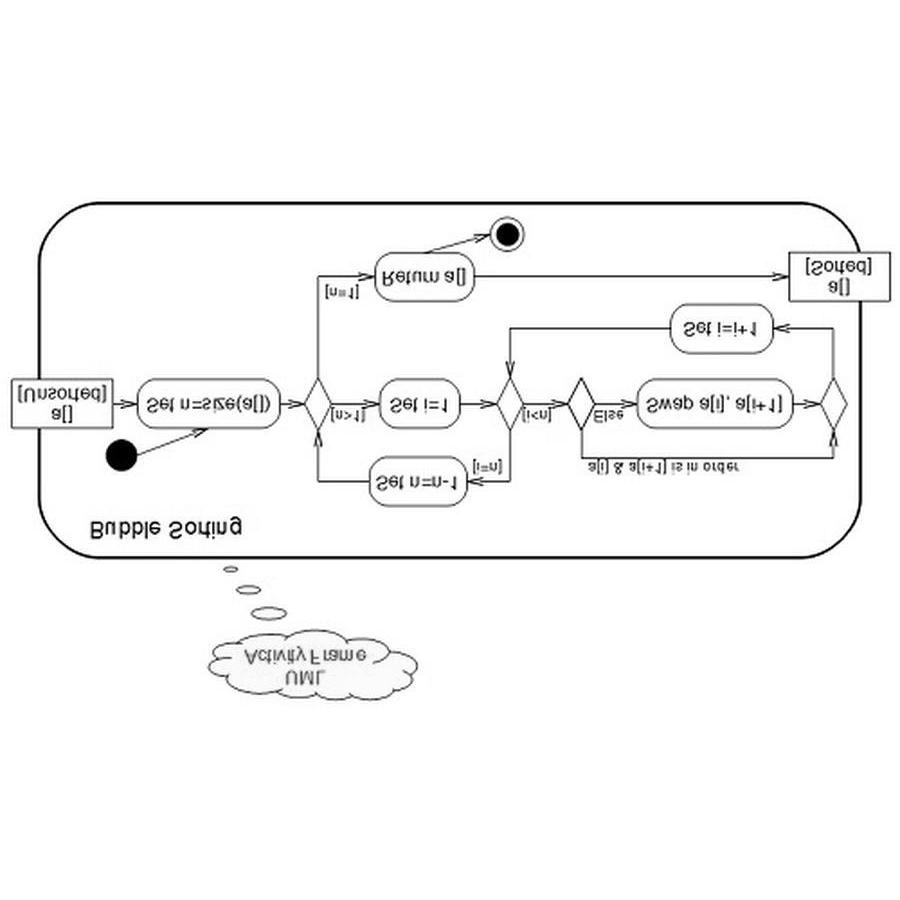 UML
Activity Frame
Bubble Sorting
Set n=n-1
[i=n]
a[i] & a[i+1] is in order
a[]
[Unsorted]
Set n=size(a[])
[n>1]
Set i=1
[i<n]
Else
Swap a[i], a[i+1]
Set i=i+1
[n=1]
Return a[]
a[]
[Sorted]